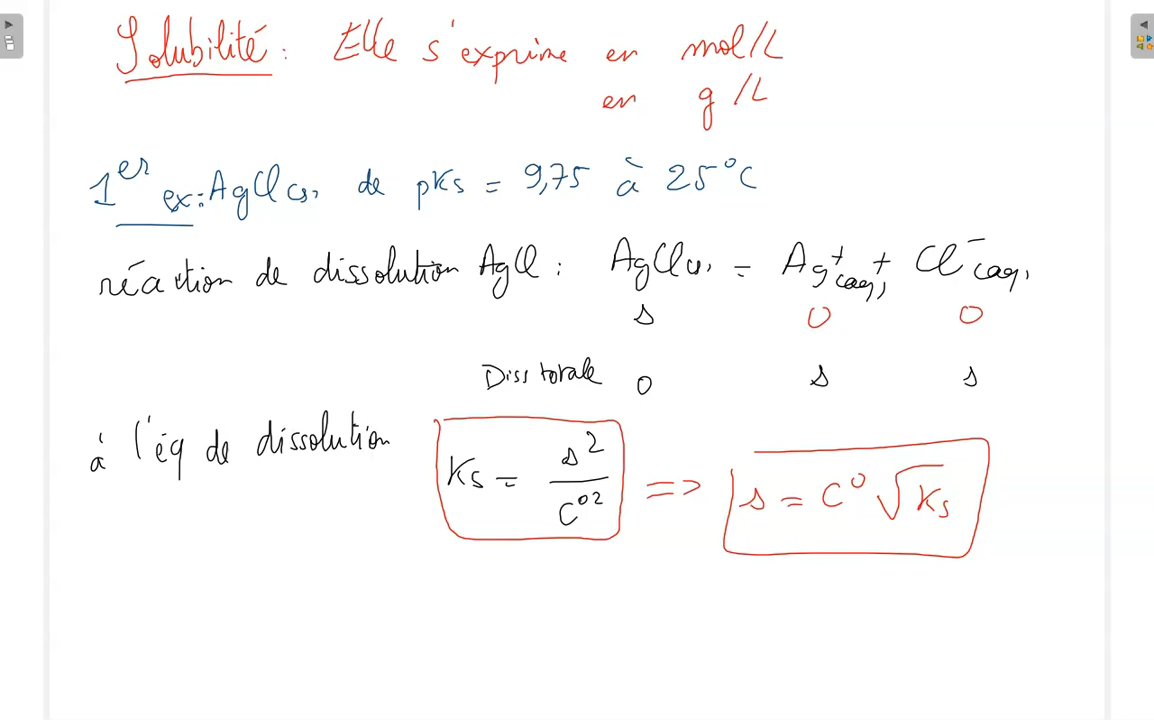 Solubilité : Elle s'exprime en mol/L
en g/L
1er ex: AgCl(s) de pKs = 9,75 à 25°C
réaction de dissolution AgCl : AgCl(s) = Ag+(aq) + Cl-(aq)
s 0 0
Diss totale 0 s s
à l'éq de dissolution Ks = s²/C°² => s = C° √Ks